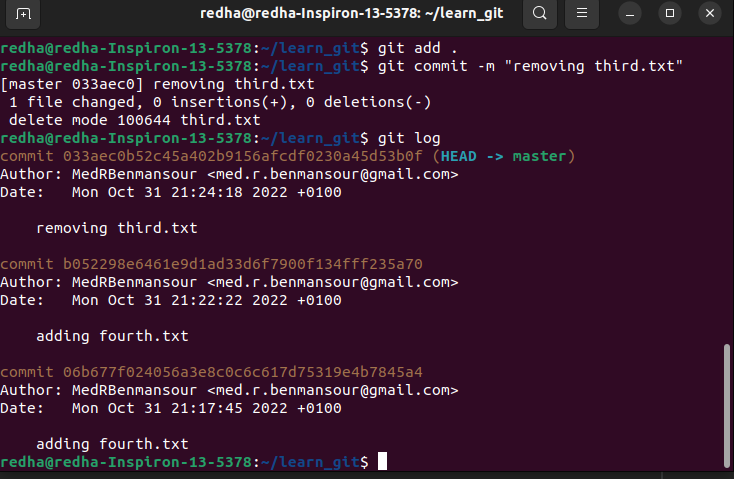 redha@redha-Inspiron-13-5378: ~/learn_git
redha@redha-Inspiron-13-5378:~/learn_git$ git add .
redha@redha-Inspiron-13-5378:~/learn_git$ git commit -m "removing third.txt"
[master 033aec0] removing third.txt
 1 file changed, 0 insertions(+), 0 deletions(-)
 delete mode 100644 third.txt
redha@redha-Inspiron-13-5378:~/learn_git$ git log
commit 033aec0b52c45a402b9156afcdf0230a45d53b0f (HEAD -> master)
Author: MedRBenmansour <med.r.benmansour@gmail.com>
Date:   Mon Oct 31 21:24:18 2022 +0100
    removing third.txt
commit b052298e6461e9d1ad33d6f7900f134fff235a70
Author: MedRBenmansour <med.r.benmansour@gmail.com>
Date:   Mon Oct 31 21:22:22 2022 +0100
    adding fourth.txt
commit 06b677f024056a3e8c0c6c617d75319e4b7845a4
Author: MedRBenmansour <med.r.benmansour@gmail.com>
Date:   Mon Oct 31 21:17:45 2022 +0100
    adding fourth.txt
redha@redha-Inspiron-13-5378:~/learn_git$